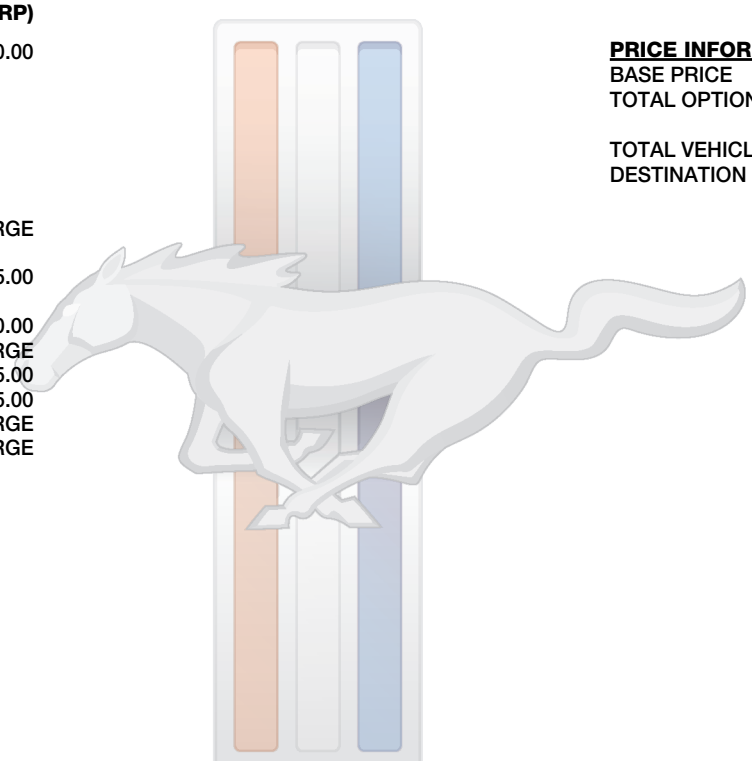 RP)
0.00
RGE
5.00
0.00
RGE
5.00
5.00
RGE
RGE
PRICE INFOR
BASE PRICE
TOTAL OPTION
TOTAL VEHICL
DESTINATION